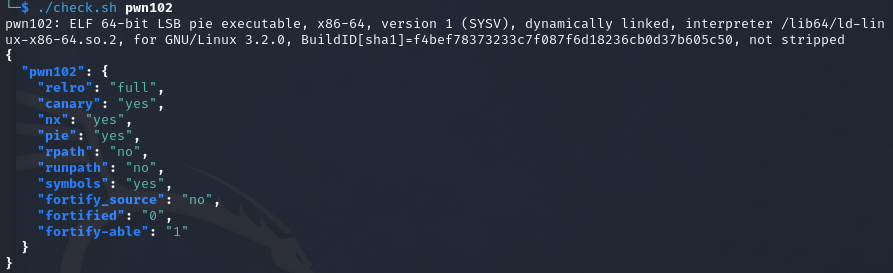 └─$ ./check.sh pwn102
pwn102: ELF 64-bit LSB pie executable, x86-64, version 1 (SYSV), dynamically linked, interpreter /lib64/ld-lin
ux-x86-64.so.2, for GNU/Linux 3.2.0, BuildID[sha1]=f4bef78373233c7f087f6d18236cb0d37b605c50, not stripped
{
  "pwn102": {
    "relro": "full",
    "canary": "yes",
    "nx": "yes",
    "pie": "yes",
    "rpath": "no",
    "runpath": "no",
    "symbols": "yes",
    "fortify_source": "no",
    "fortified": "0",
    "fortify-able": "1"
  }
}